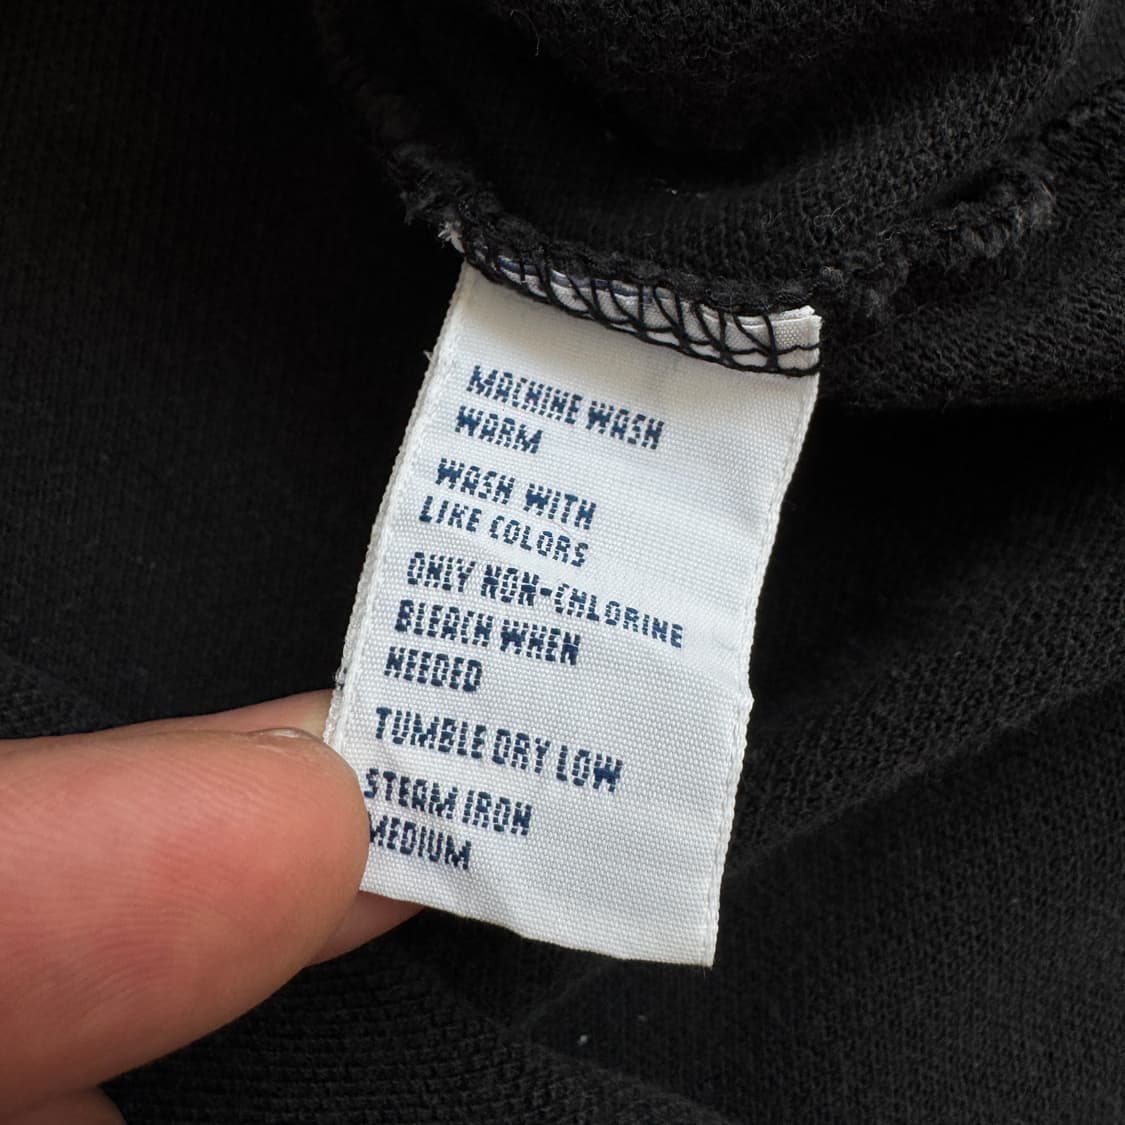 MACHINE WASH
WARM
WASH WITH
LIKE COLORS
ONLY NON-CHLORINE
BLEACH WHEN
NEEDED
TUMBLE DRY LOW
STEAM IRON
MEDIUM